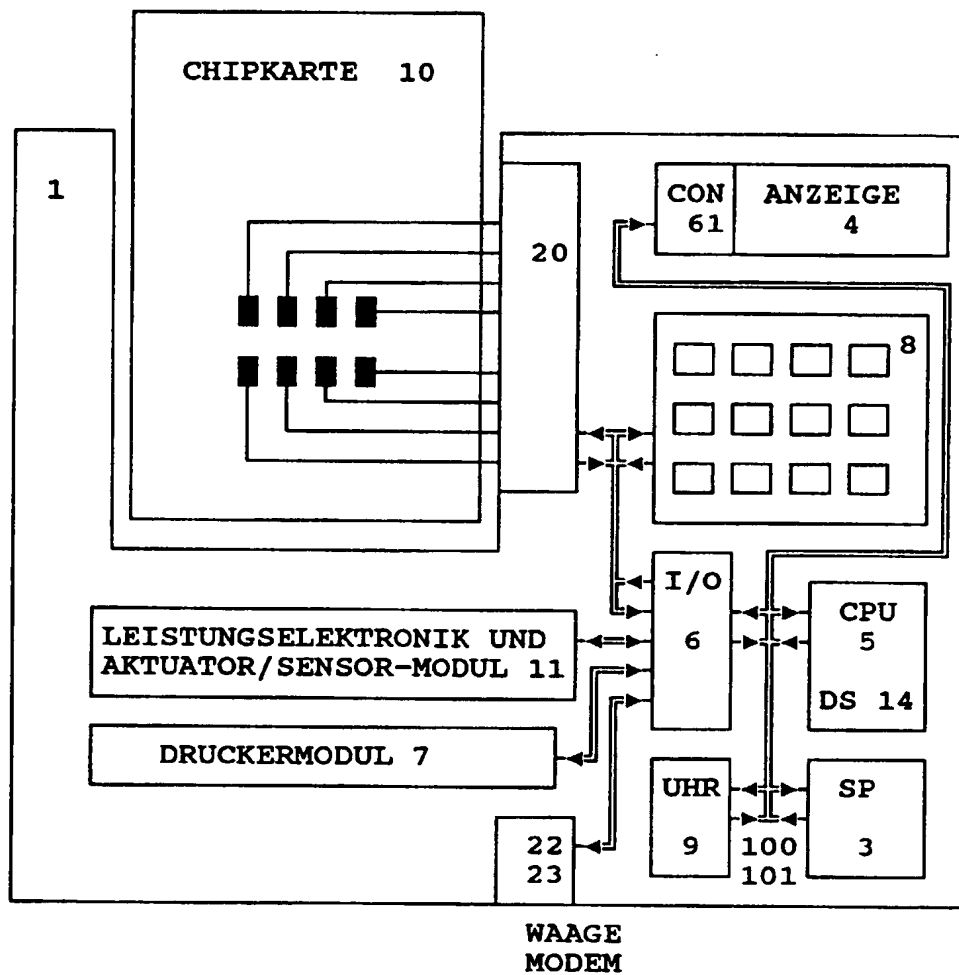 CHIPKARTE 10
1
20
CON
61
ANZEIGE
4
8
I/O
6
CPU
5
DS 14
LEISTUNGSELEKTRONIK UND
AKTUATOR/SENSOR-MODUL 11
DRUCKERMODUL 7
UHR
9
100
101
SP
3
22
23
WAAGE
MODEM